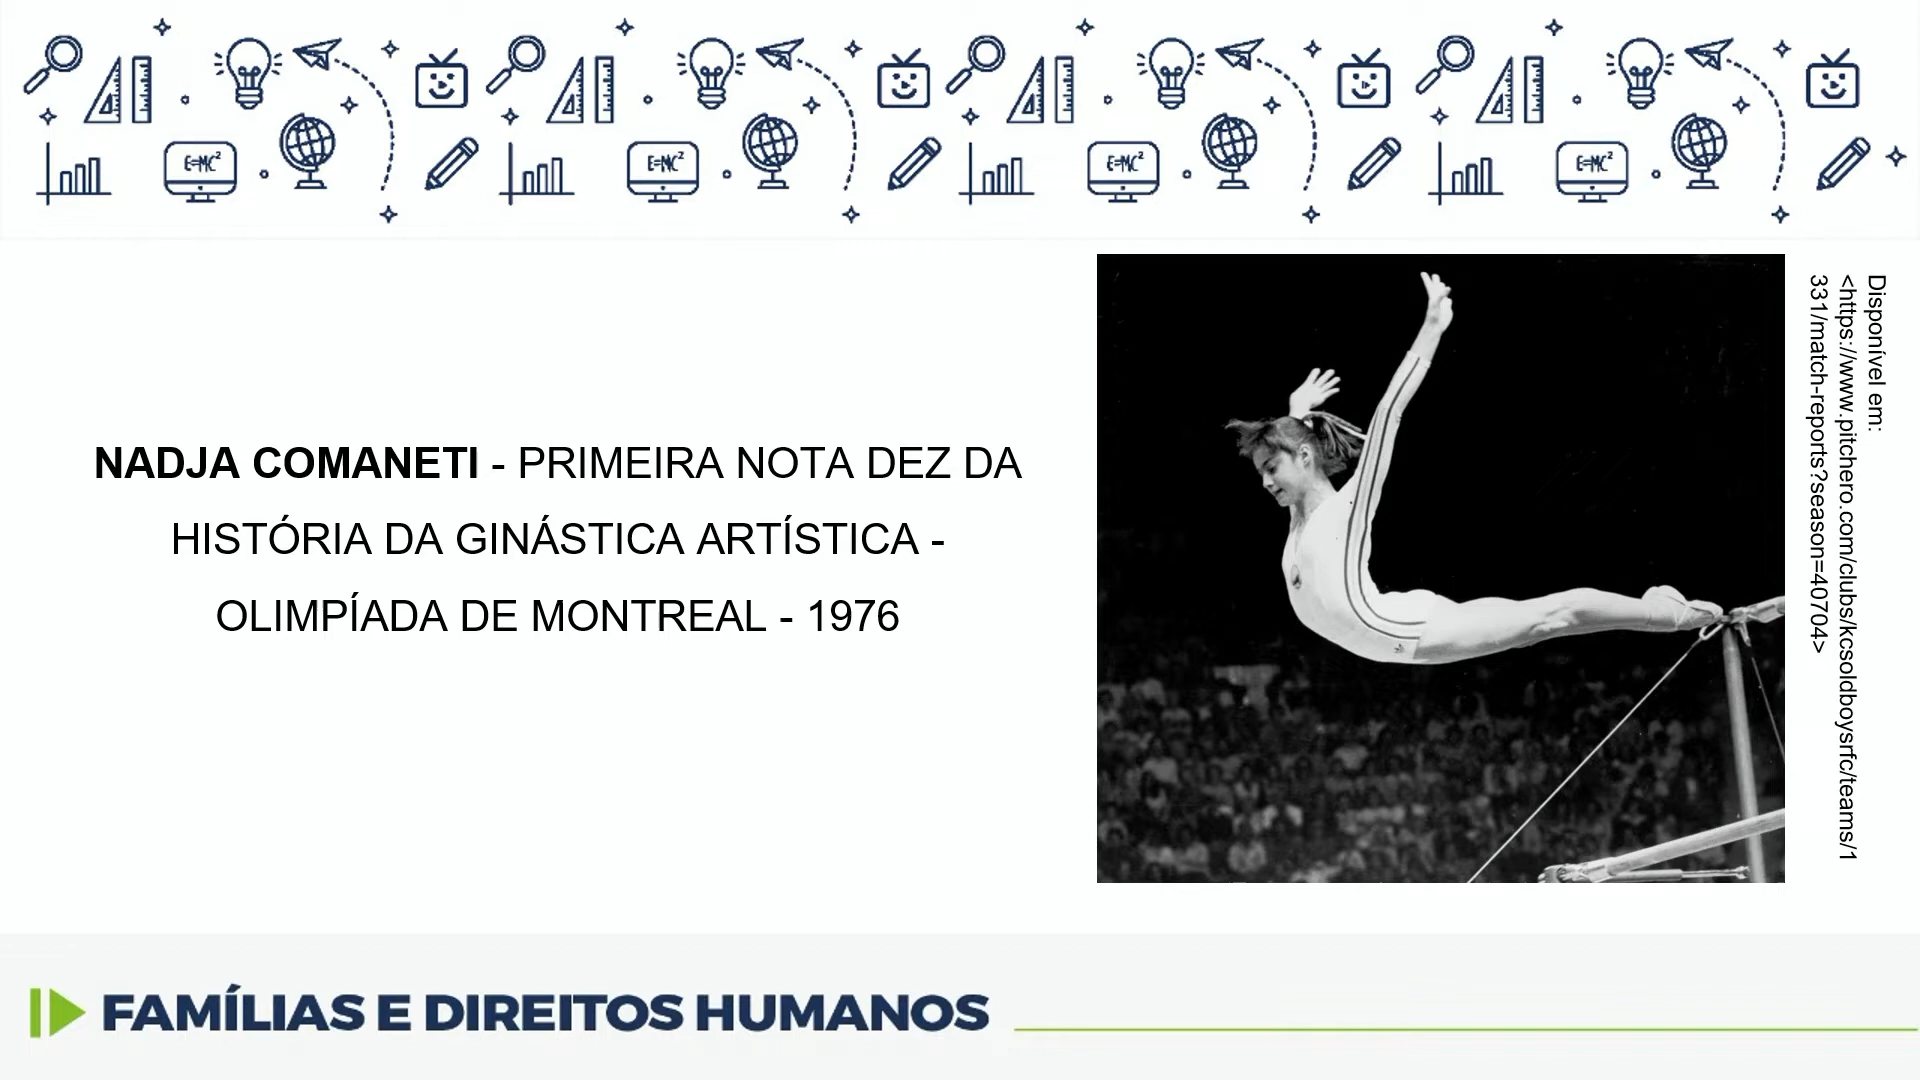 E=MC²
E=MC²
E=MC²
E=MC²
NADJA COMANETI - PRIMEIRA NOTA DEZ DA
HISTÓRIA DA GINÁSTICA ARTÍSTICA -
OLIMPÍADA DE MONTREAL - 1976
Disponível em:
<https://www.pitchero.com/clubs/kcsoldboysrfc/teams/1
331/match-reports?season=40704>
FAMÍLIAS E DIREITOS HUMANOS